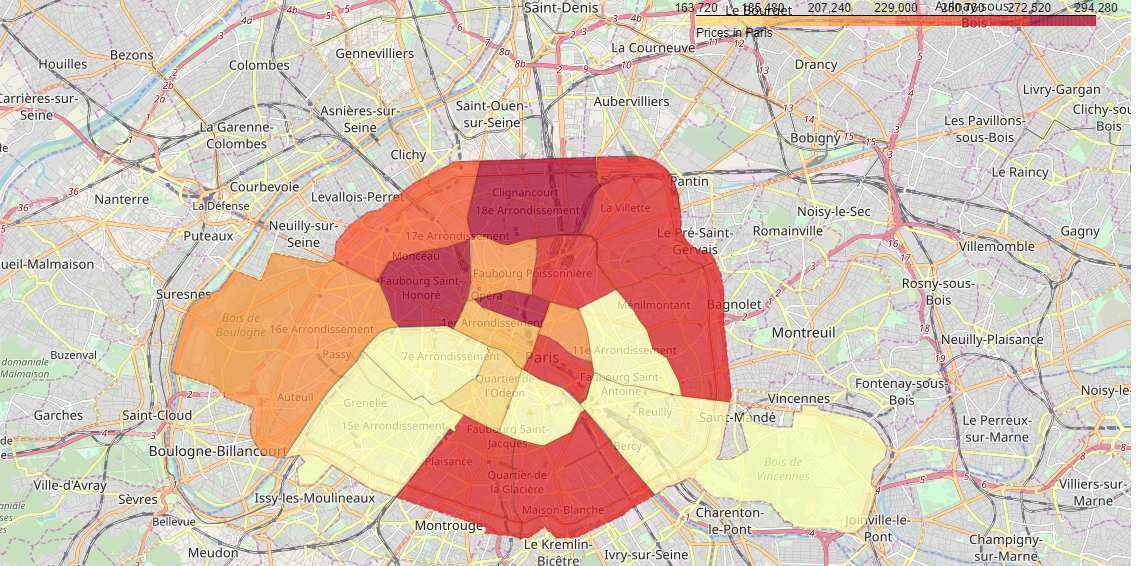 163,720
185,480
207,240
229,000
250,760
272,520
294,280
Prices in Paris
Le Bourget
Saint-Denis
La Courneuve
Bezons
Houilles
Colombes
Gennevilliers
Drancy
Livry-Gargan
Carrières-sur-
Seine
Asnières-sur-
Seine
Saint-Ouen-
sur-Seine
Aubervilliers
Clichy-sous-
Bois
La Garenne-
Colombes
Clichy
Bobigny
Les Pavillons-
sous-Bois
Le Raincy
Nanterre
Courbevoie
La Défense
Levallois-Perret
Pantin
Noisy-le-Sec
Puteaux
Neuilly-sur-
Seine
Clignancourt
18e Arrondissement
La Villette
Le Pré-Saint-
Gervais
Romainville
Gagny
Villemomble
17e Arrondissement
Monceau
Faubourg Saint-
Honoré
Faubourg Poissonnière
Opéra
ueil-Malmaison
Suresnes
Bois de
Boulogne
16e Arrondissement
1er Arrondissement
Ménilmontant
Bagnolet
Rosny-sous-
Bois
Montreuil
Neuilly-Plaisance
Buzenval
domaniale
Malmaison
Passy
7e Arrondissement
Paris
11e Arrondissement
Auteuil
Grenelle
15e Arrondissement
Quartier de
l'Odéon
Faubourg Saint-
Antoine
Reuilly
Bercy
Garches
Saint-Cloud
Boulogne-Billancourt
Saint-Mandé
Vincennes
Fontenay-sous-
Bois
Noisy-le-
Le Perreux-
sur-Marne
Faubourg Saint-
Jacques
Plaisance
Quartier de
la Glacière
Maison-Blanche
Bois de
Vincennes
Ville-d'Avray
Sèvres
Bellevue
Meudon
Issy-les-Moulineaux
Montrouge
Le Kremlin-
Bicêtre
Ivry-sur-Seine
Charenton-
le-Pont
Joinville-le-
Pont
Champigny-
sur-Marne
Villiers-sur-
Marne